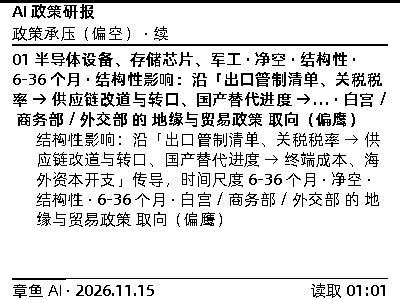 AI 政策研报
政策承压（偏空）· 续
01 半导体设备、存储芯片、军工 · 净空 · 结构性 ·
6-36 个月 · 结构性影响：沿「出口管制清单、关税税
率 → 供应链改道与转口、国产替代进度 →… · 白宫 /
商务部 / 外交部 的 地缘与贸易政策 取向（偏鹰）
结构性影响：沿「出口管制清单、关税税率 → 供
应链改道与转口、国产替代进度 → 终端成本、海
外资本开支」传导，时间尺度 6-36 个月 · 净空 ·
结构性 · 6-36 个月 · 白宫 / 商务部 / 外交部 的 地
缘与贸易政策 取向（偏鹰）
章鱼 AI · 2026.11.15
读取 01:01